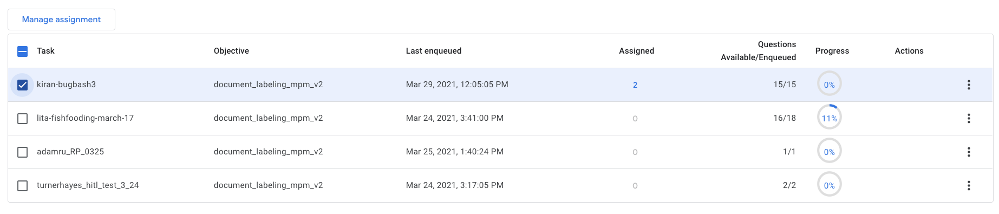 Manage assignment
Task Objective Last enqueued Assigned Questions Available/Enqueued Progress Actions
kiran-bugbash3 document_labeling_mpm_v2 Mar 29, 2021, 12:05:05 PM 2 15/15 0%
lita-fishfooding-march-17 document_labeling_mpm_v2 Mar 24, 2021, 3:41:00 PM 0 16/18 11%
adamru_RP_0325 document_labeling_mpm_v2 Mar 25, 2021, 1:40:24 PM 0 1/1 0%
turnerhayes_hitl_test_3_24 document_labeling_mpm_v2 Mar 24, 2021, 3:17:05 PM 0 2/2 0%